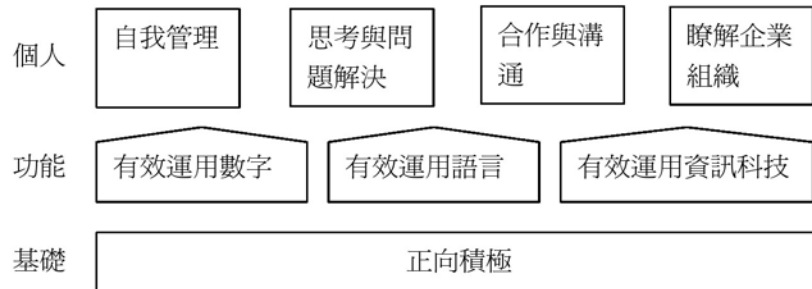 個人
自我管理
思考與問
題解決
合作與溝
通
瞭解企業
組織
功能
有效運用數字
有效運用語言
有效運用資訊科技
基礎
正向積極